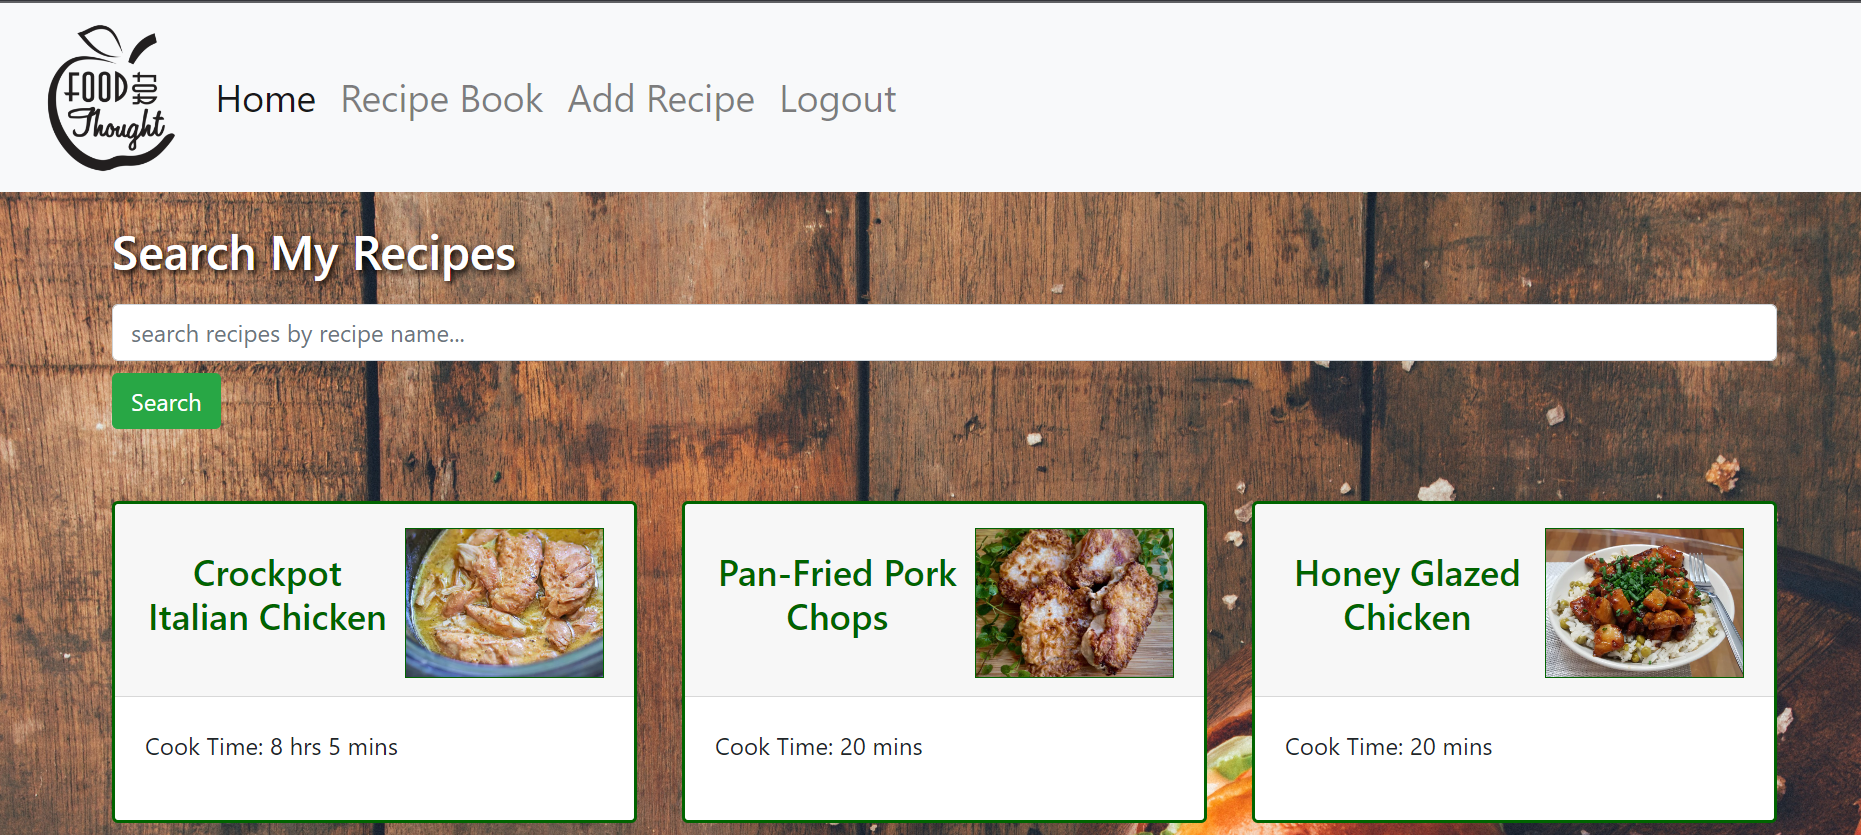 FOOD for
Thought
Home Recipe Book Add Recipe Logout
Search My Recipes
search recipes by recipe name...
Search
Crockpot
Italian Chicken
Pan-Fried Pork
Chops
Honey Glazed
Chicken
Cook Time: 8 hrs 5 mins
Cook Time: 20 mins
Cook Time: 20 mins